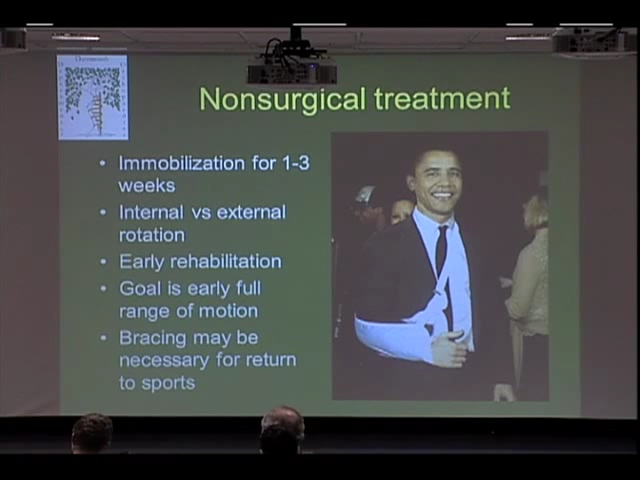 Nonsurgical treatment
• Immobilization for 1-3
weeks
• Internal vs external
rotation
• Early rehabilitation
• Goal is early full
range of motion
• Bracing may be
necessary for return
to sports